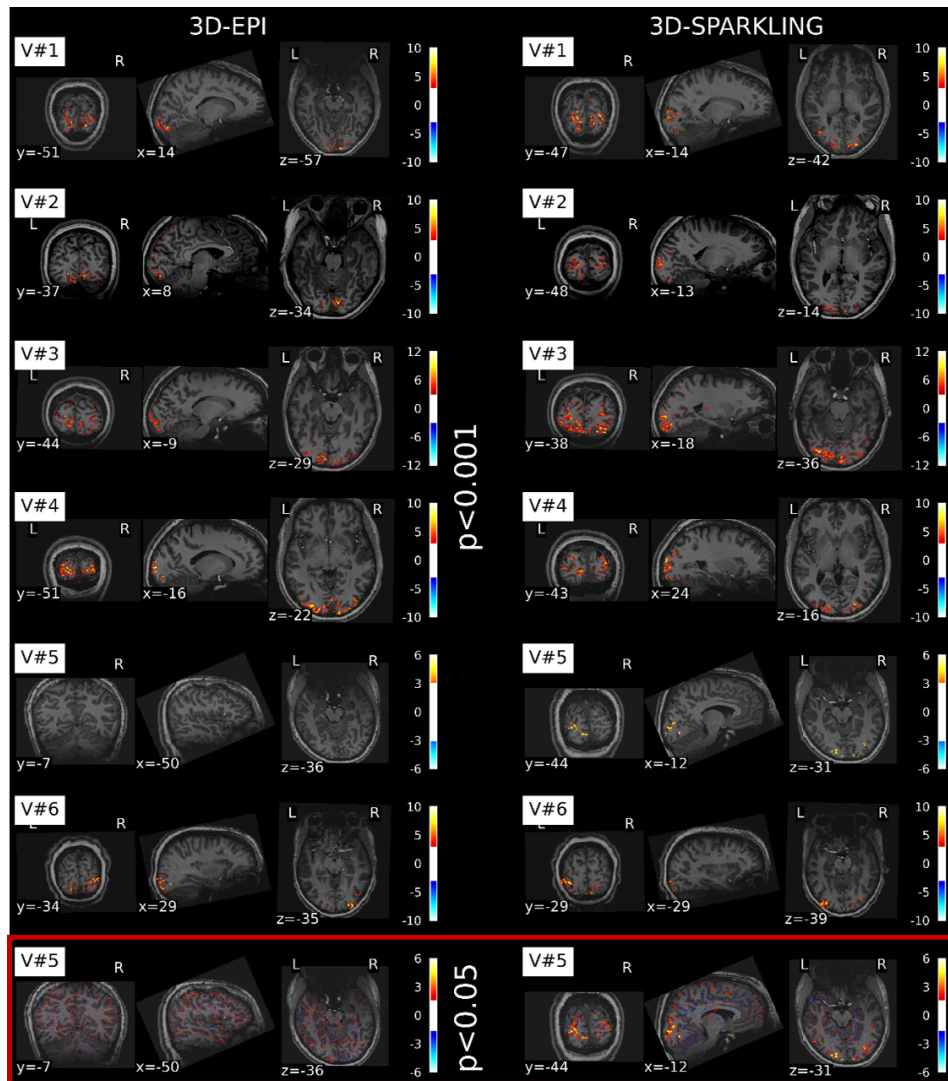 3D-EPI 3D-SPARKLING
V#1 R L R 10 5 0 -5 -10
y=-51 x=14 z=-57
V#1 R L R 10 5 0 -5 -10
y=-47 x=-14 z=-42
V#2 L R L R 10 5 0 -5 -10
y=-37 x=8 z=-34
V#2 L R L R 10 5 0 -5 -10
y=-48 x=-13 z=-14
V#3 L R L R 12 6 0 -6 -12
y=-44 x=-9 z=-29
V#3 L R L R 12 6 0 -6 -12
y=-38 x=-18 z=-36
p<0.001
V#4 L R L R 10 5 0 -5 -10
y=-51 x=-16 z=-22
V#4 L R L R 10 5 0 -5 -10
y=-43 x=24 z=-16
V#5 R L R 6 3 0 -3 -6
y=-7 x=-50 z=-36
V#5 R L R 6 3 0 -3 -6
y=-44 x=-12 z=-31
V#6 L R L R 10 5 0 -5 -10
y=-34 x=29 z=-35
V#6 L R L R 10 5 0 -5 -10
y=-29 x=-29 z=-39
V#5 R L R 6 3 0 -3 -6
y=-7 x=-50 z=-36
p<0.05
V#5 R L R 6 3 0 -3 -6
y=-44 x=-12 z=-31